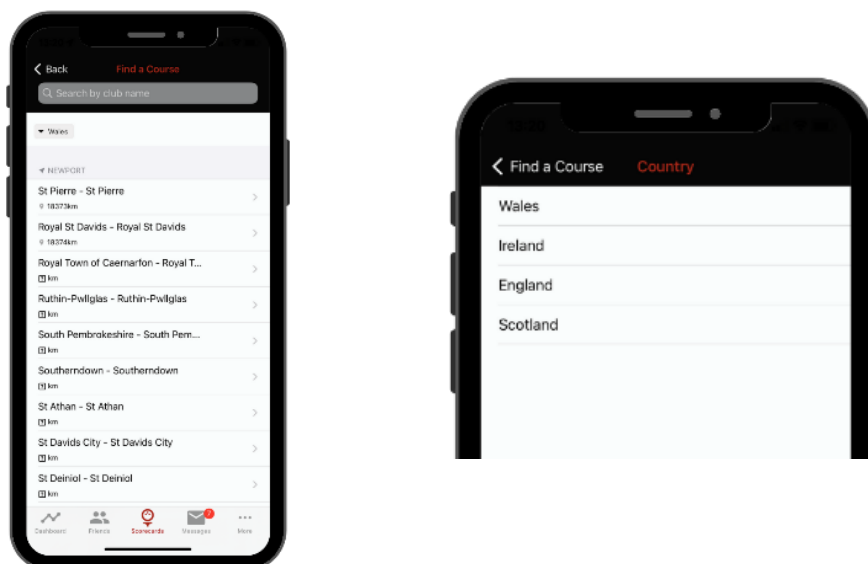 Back Find a Course
Search by club name
Wales
NEWPORT
St Pierre - St Pierre
18373km
Royal St Davids - Royal St Davids
18374km
Royal Town of Caernarfon - Royal T...
km
Ruthin-Pwllglas - Ruthin-Pwllglas
km
South Pembrokeshire - South Pem...
km
Southerndown - Southerndown
km
St Athan - St Athan
km
St Davids City - St Davids City
km
St Deiniol - St Deiniol
km
Dashboard Friends Scorecards Messages More
Find a Course Country
Wales
Ireland
England
Scotland